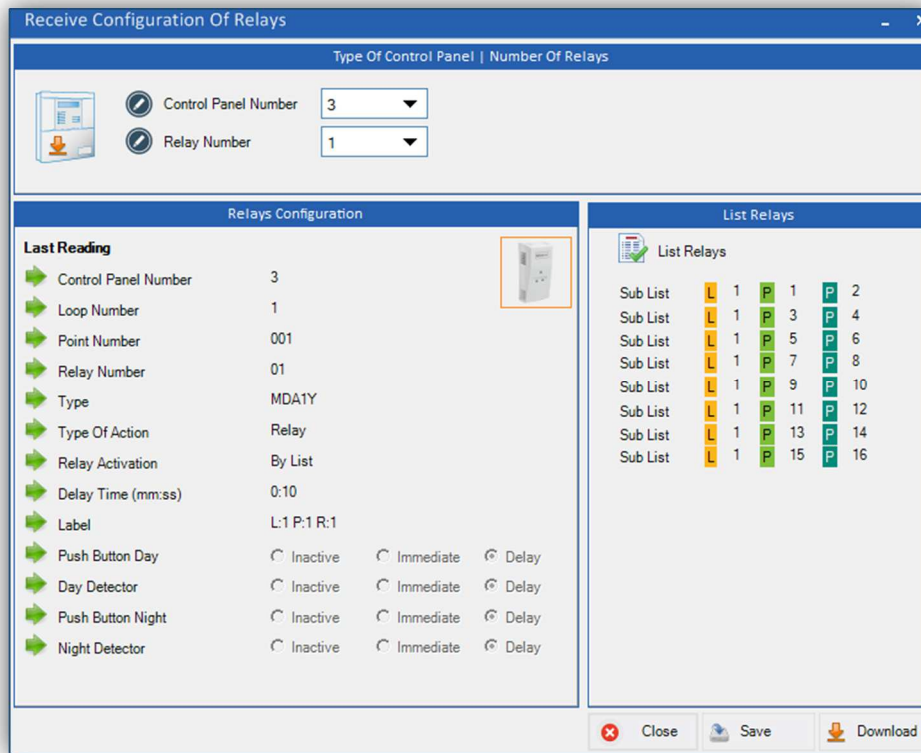 Receive Configuration Of Relays
Type Of Control Panel | Number Of Relays
Control Panel Number 3
Relay Number 1
Relays Configuration
Last Reading
Control Panel Number 3
Loop Number 1
Point Number 001
Relay Number 01
Type MDA1Y
Type Of Action Relay
Relay Activation By List
Delay Time (mm:ss) 0:10
Label L:1 P:1 R:1
Push Button Day Inactive Immediate Delay
Day Detector Inactive Immediate Delay
Push Button Night Inactive Immediate Delay
Night Detector Inactive Immediate Delay
List Relays
List Relays
Sub List L 1 P 1 P 2
Sub List L 1 P 3 P 4
Sub List L 1 P 5 P 6
Sub List L 1 P 7 P 8
Sub List L 1 P 9 P 10
Sub List L 1 P 11 P 12
Sub List L 1 P 13 P 14
Sub List L 1 P 15 P 16
Close Save Download